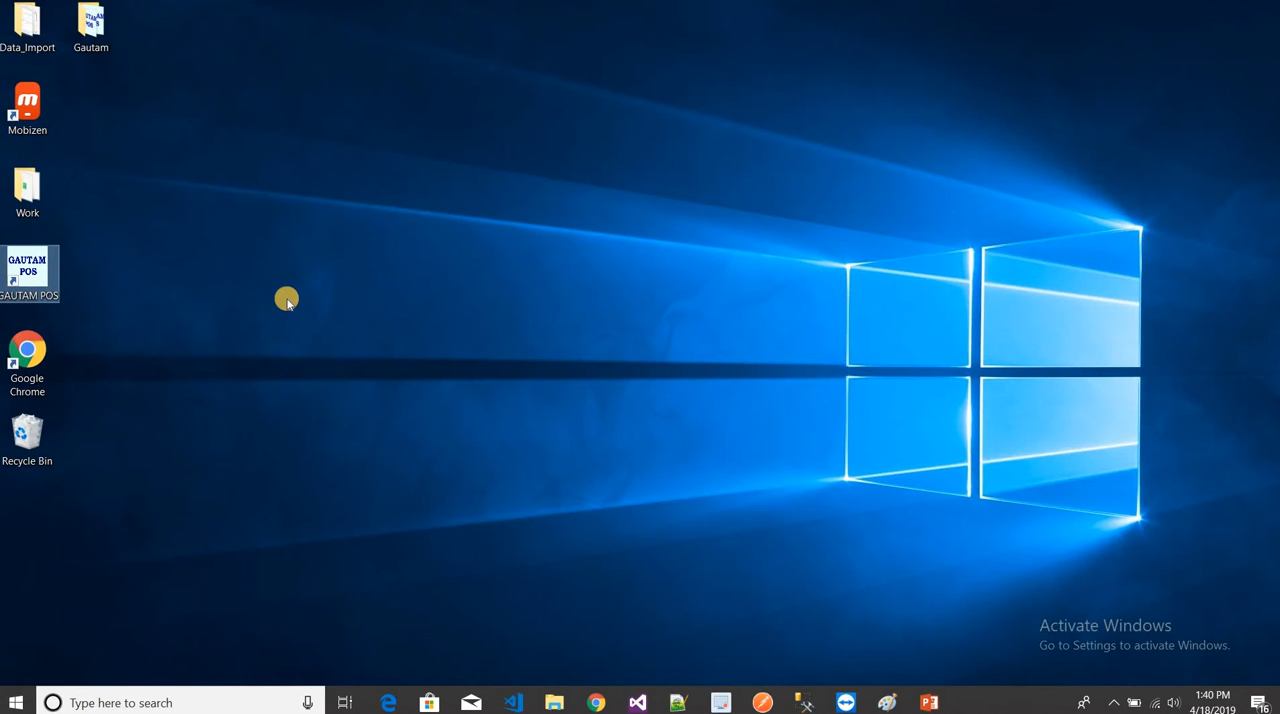 Data_Import
Gautam
Mobizen
Work
GAUTAM
POS
GAUTAM POS
Google
Chrome
Recycle Bin
Activate Windows
Go to Settings to activate Windows.
Type here to search
1:40 PM
4/18/2019
16